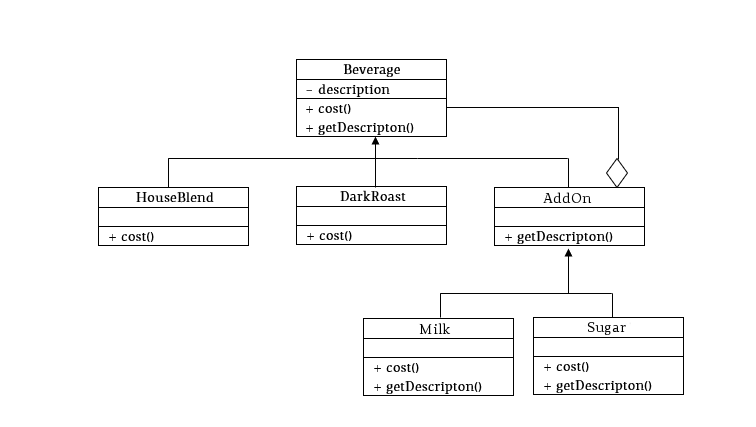 Beverage
- description
+ cost()
+ getDescripton()
HouseBlend
+ cost()
DarkRoast
+ cost()
AddOn
+ getDescripton()
Milk
+ cost()
+ getDescripton()
Sugar
+ cost()
+ getDescripton()